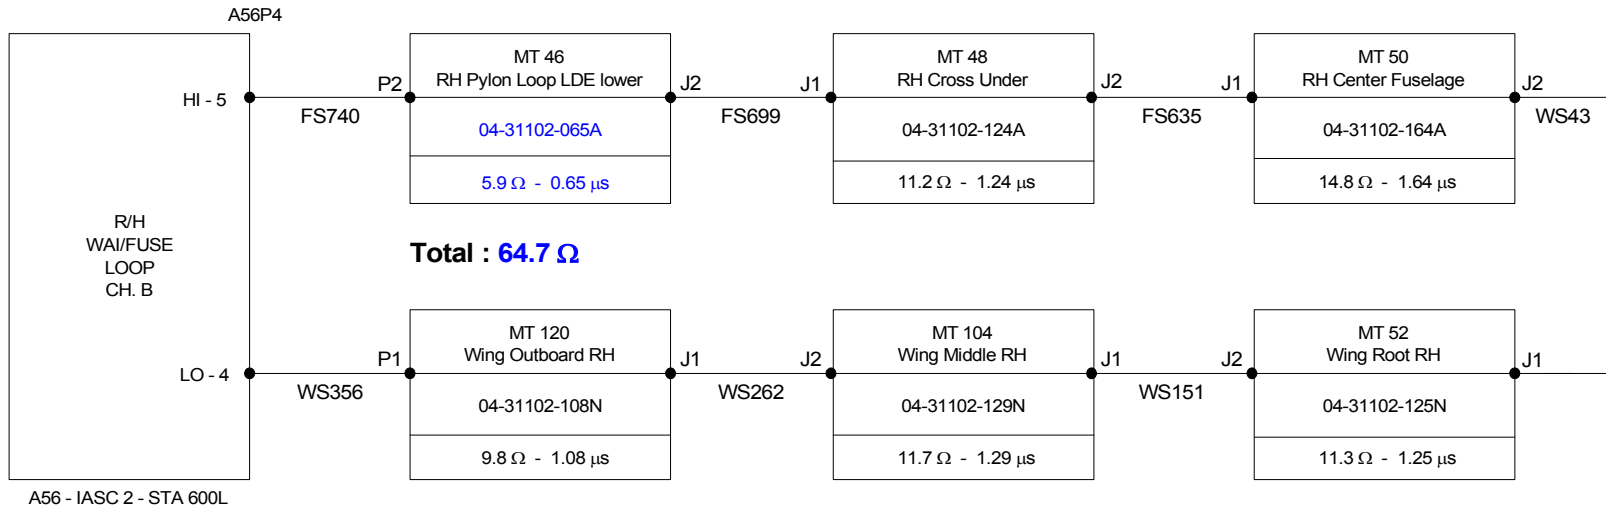 A56P4
MT 46
RH Pylon Loop LDE lower
MT 48
RH Cross Under
MT 50
RH Center Fuselage
HI - 5
P2
J2
J1
J2
J1
J2
FS740
FS699
FS635
WS43
04-31102-065A
04-31102-124A
04-31102-164A
5.9 Ω - 0.65 μs
11.2 Ω - 1.24 μs
14.8 Ω - 1.64 μs
R/H
WAI/FUSE
LOOP
CH. B
Total : 64.7 Ω
MT 120
Wing Outboard RH
MT 104
Wing Middle RH
MT 52
Wing Root RH
LO - 4
P1
J1
J2
J1
J2
J1
WS356
WS262
WS151
04-31102-108N
04-31102-129N
04-31102-125N
9.8 Ω - 1.08 μs
11.7 Ω - 1.29 μs
11.3 Ω - 1.25 μs
A56 - IASC 2 - STA 600L